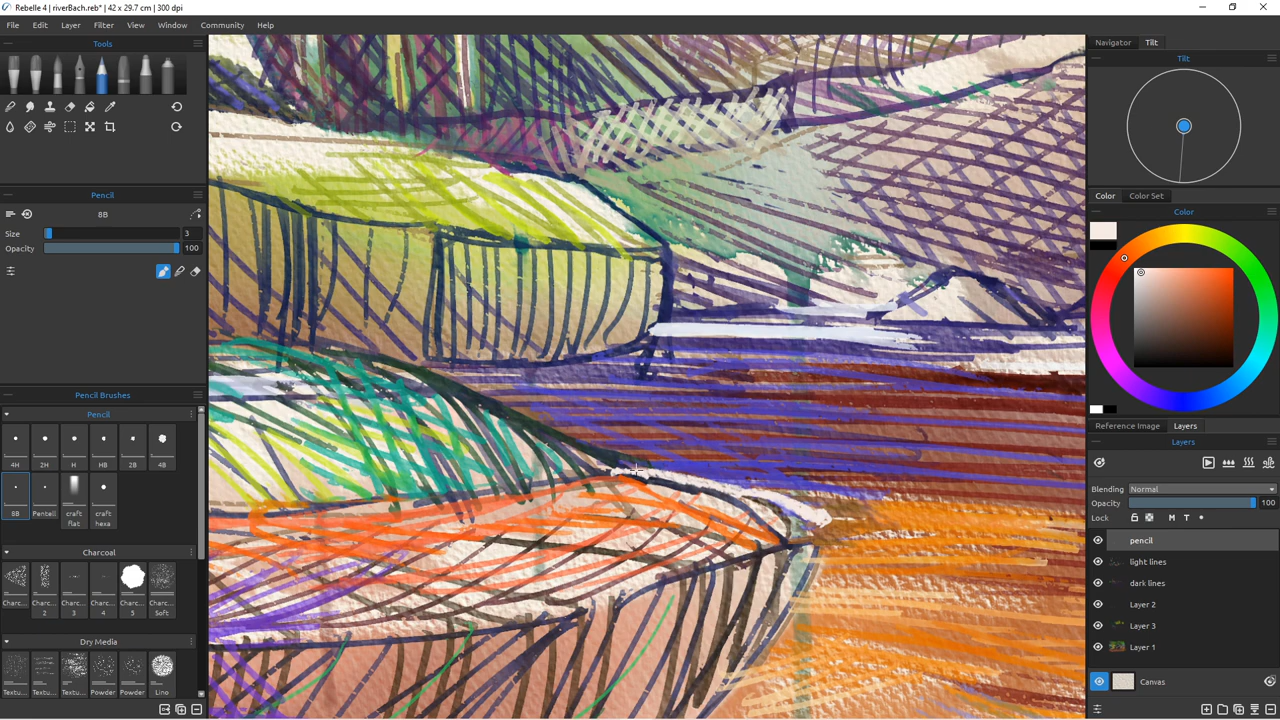 Rebelle 4 | riverBach.reb* | 42 x 29.7 cm | 300 dpi
File Edit Layer Filter View Window Community Help
Tools
Pencil
8B
Size 3
Opacity 100
Pencil Brushes
Pencil
4H 2H H HB 2B 4B
8B Pentell craft flat craft hexa
Charcoal
Charc... Charc... 2 Charc... 3 Charc... 4 Charc... 5 Charc... Soft
Dry Media
Textu... Textu... Textu... Powder Powder Lino
Navigator Tilt
Tilt
Color Color Set
Color
Reference Image Layers
Layers
Blending Normal
Opacity 100
Lock M T
pencil
light lines
dark lines
Layer 2
Layer 3
Layer 1
Canvas